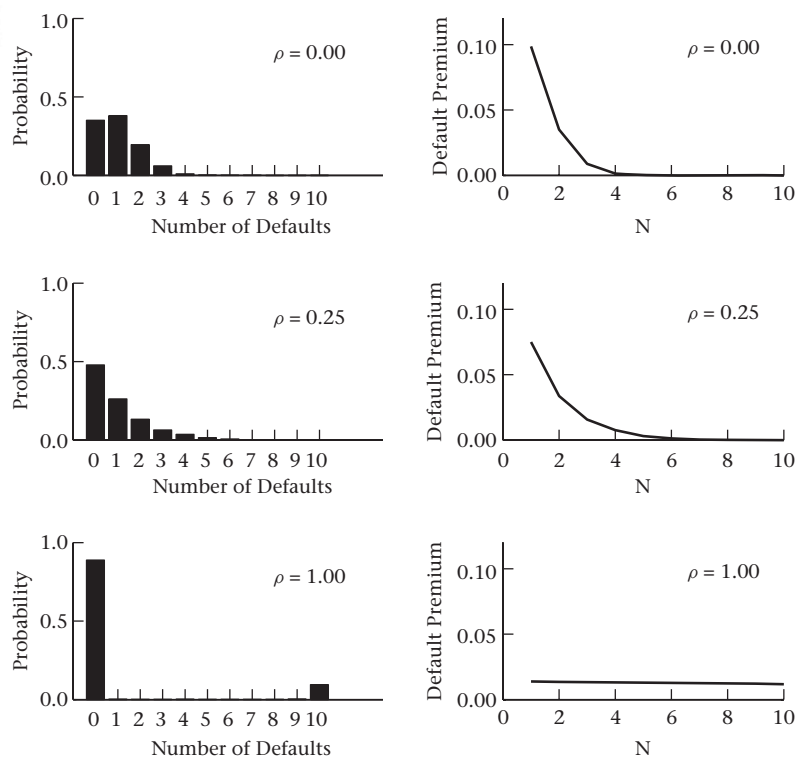 Probability
1.0
0.5
0.0
ρ = 0.00
0 1 2 3 4 5 6 7 8 9 10
Number of Defaults
Default Premium
0.10
0.05
0.00
ρ = 0.00
0 2 4 6 8 10
N
Probability
1.0
0.5
0.0
ρ = 0.25
0 1 2 3 4 5 6 7 8 9 10
Number of Defaults
Default Premium
0.10
0.05
0.00
ρ = 0.25
0 2 4 6 8 10
N
Probability
1.0
0.5
0.0
ρ = 1.00
0 1 2 3 4 5 6 7 8 9 10
Number of Defaults
Default Premium
0.10
0.05
0.00
ρ = 1.00
0 2 4 6 8 10
N